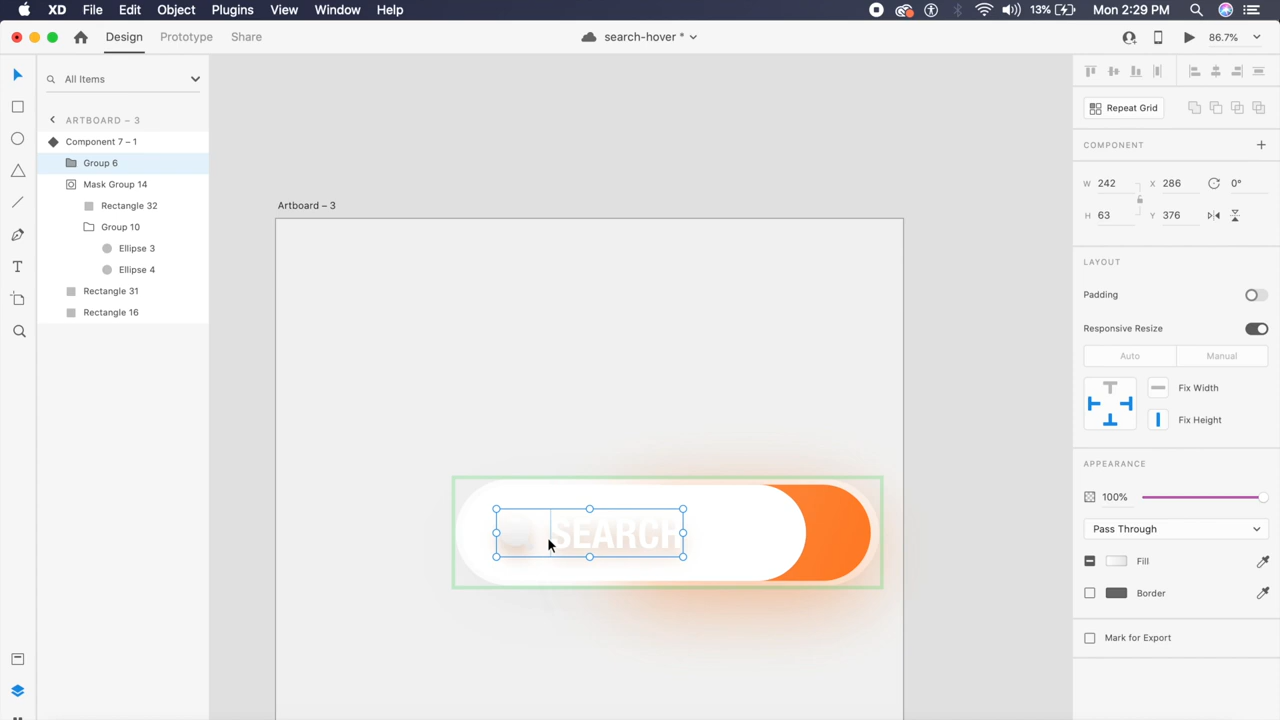 XD File Edit Object Plugins View Window Help
13% Mon 2:29 PM
Design Prototype Share
search-hover *
86.7%
All Items
ARTBOARD – 3
Component 7 – 1
Group 6
Mask Group 14
Rectangle 32
Group 10
Ellipse 3
Ellipse 4
Rectangle 31
Rectangle 16
Artboard – 3
SEARCH
Repeat Grid
COMPONENT
W 242 X 286 0°
H 63 Y 376
LAYOUT
Padding
Responsive Resize
Auto Manual
Fix Width
Fix Height
APPEARANCE
100%
Pass Through
Fill
Border
Mark for Export